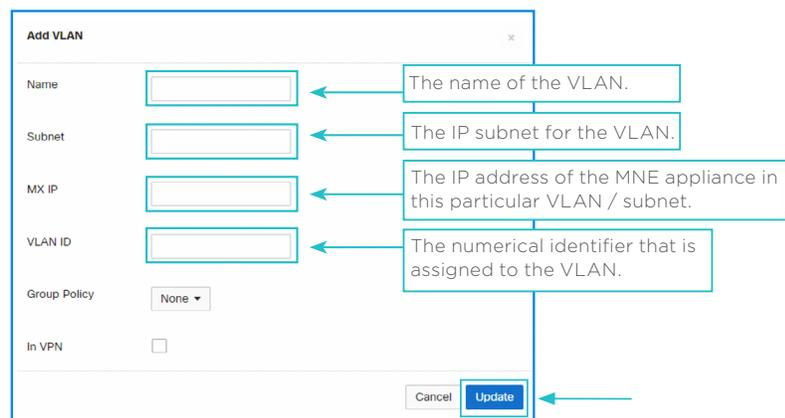 Add VLAN ×
Name
The name of the VLAN.
Subnet
The IP subnet for the VLAN.
MX IP
The IP address of the MNE appliance in
this particular VLAN / subnet.
VLAN ID
The numerical identifier that is
assigned to the VLAN.
Group Policy
None
In VPN
Cancel Update